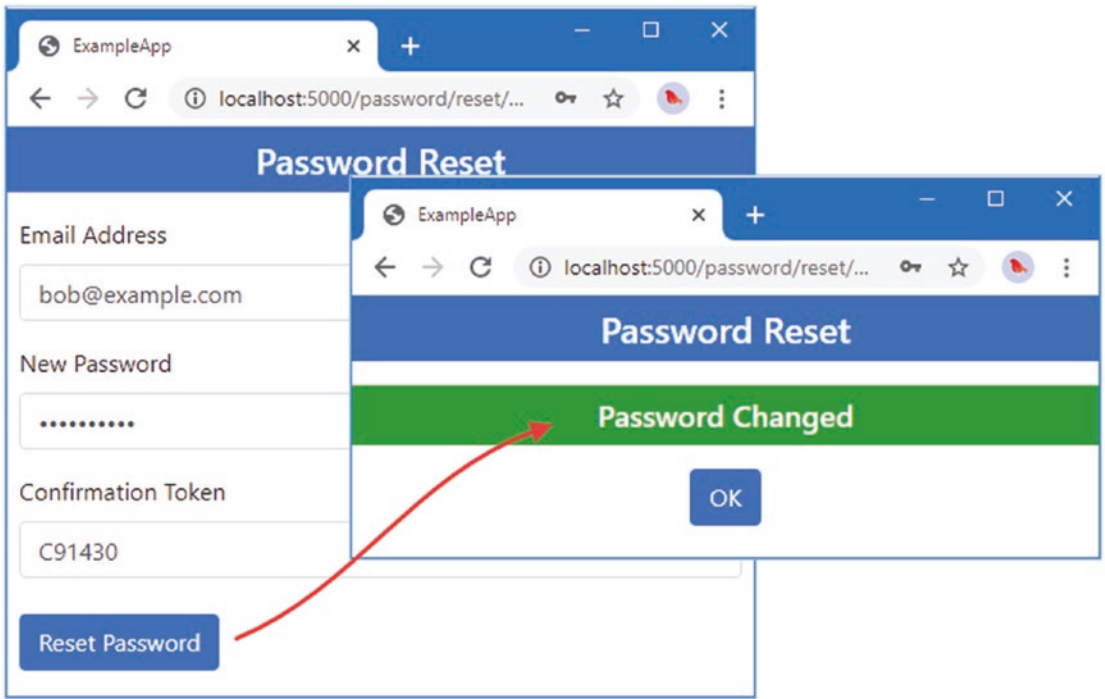 ExampleApp
localhost:5000/password/reset/...
Password Reset
Email Address
bob@example.com
New Password
••••••••••
Confirmation Token
C91430
Reset Password
ExampleApp
localhost:5000/password/reset/...
Password Reset
Password Changed
OK